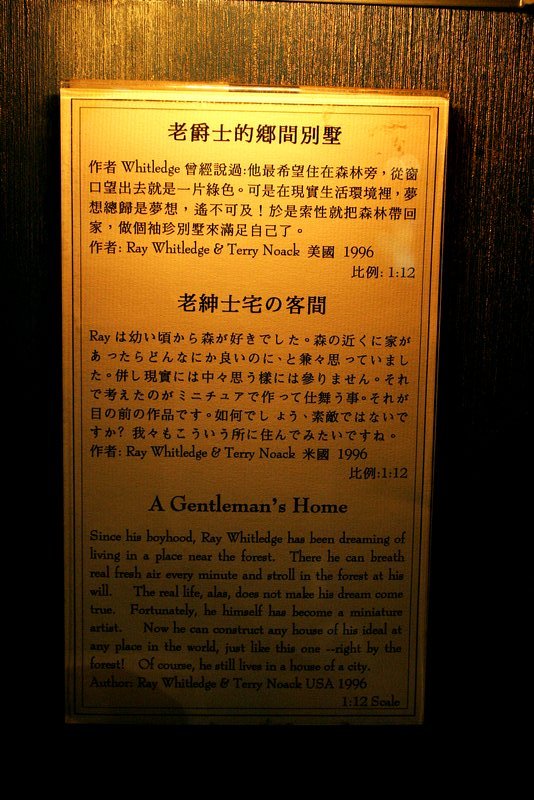 老爵士的鄉間別墅
作者 Whitledge 曾經說過:他最希望住在森林旁，從窗
口望出去就是一片綠色。可是在現實生活環境裡，夢
想總歸是夢想，遙不可及！於是索性就把森林帶回
家，做個袖珍別墅來滿足自己了。
作者: Ray Whitledge & Terry Noack 美國 1996
比例: 1:12
老紳士宅の客間
Ray は幼い頃から森が好きでした。森の近くに家が
あったらどんなにか良いのに、と兼々思っていまし
た。併し現實には中々思う樣には參りません。それ
で考えたのがミニチュアで作って仕舞う事。それが
目の前の作品です。如何でしょう、素敵ではないで
すか? 我々もこういう所に住んでみたいですね。
作者: Ray Whitledge & Terry Noack 米國 1996
比例:1:12
A Gentleman's Home
Since his boyhood, Ray Whitledge has been dreaming of
living in a place near the forest. There he can breath
real fresh air every minute and stroll in the forest at his
will. The real life, alas, does not make his dream come
true. Fortunately, he himself has become a miniature
artist. Now he can construct any house of his ideal at
any place in the world, just like this one --right by the
forest! Of course, he still lives in a house of a city.
Author: Ray Whitledge & Terry Noack USA 1996
1:12 Scale